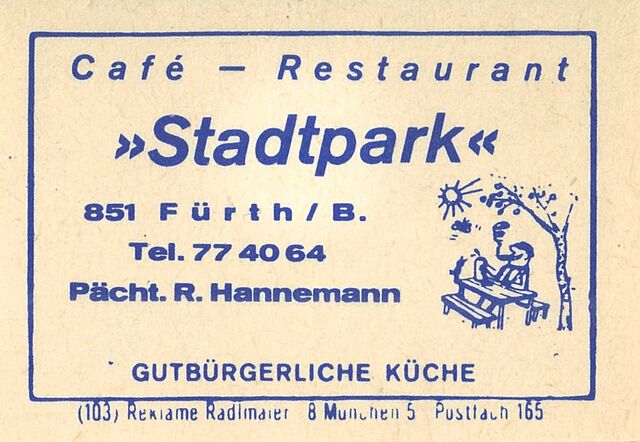 Café – Restaurant
»Stadtpark«
851 Fürth/B.
Tel. 77 40 64
Pächt. R. Hannemann
GUTBÜRGERLICHE KÜCHE
(103) Reklame Radlmaier 8 München 5 Postfach 165